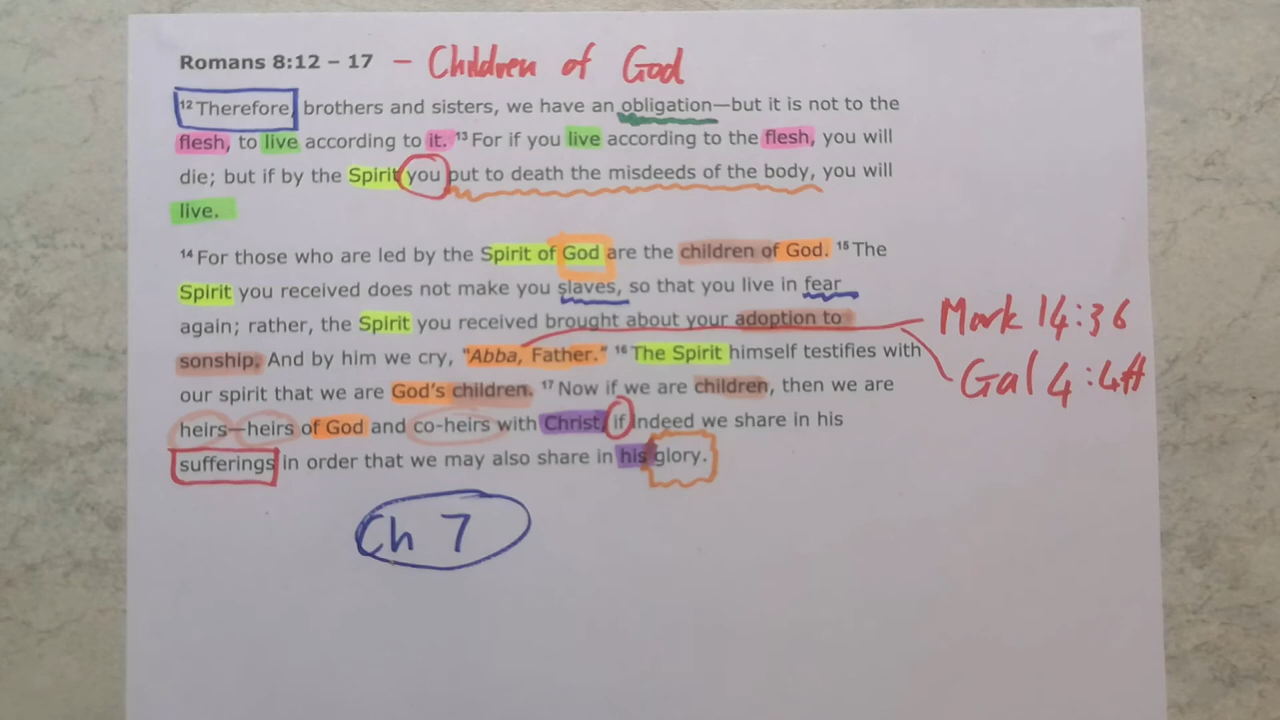 Romans 8:12 – 17 – Children of God
12 Therefore, brothers and sisters, we have an obligation—but it is not to the
flesh, to live according to it. 13 For if you live according to the flesh, you will
die; but if by the Spirit you put to death the misdeeds of the body, you will
live.
14 For those who are led by the Spirit of God are the children of God. 15 The
Spirit you received does not make you slaves, so that you live in fear
again; rather, the Spirit you received brought about your adoption to
Mark 14:36
sonship. And by him we cry, "Abba, Father." 16 The Spirit himself testifies with
Gal 4:4ff
our spirit that we are God's children. 17 Now if we are children, then we are
heirs—heirs of God and co-heirs with Christ, if indeed we share in his
sufferings in order that we may also share in his glory.
Ch 7